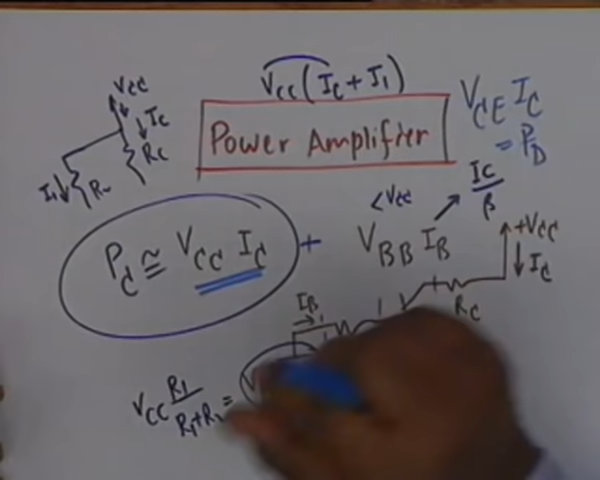 VCC
IC
RC
I1
VCC (IC + I1)
Power Amplifier
VCE IC
= PD
Pd ≅ VCC IC + VBB IB
< VCC
IC
β
+VCC
IC
RC
IB
VCC R1
R1+R2 =